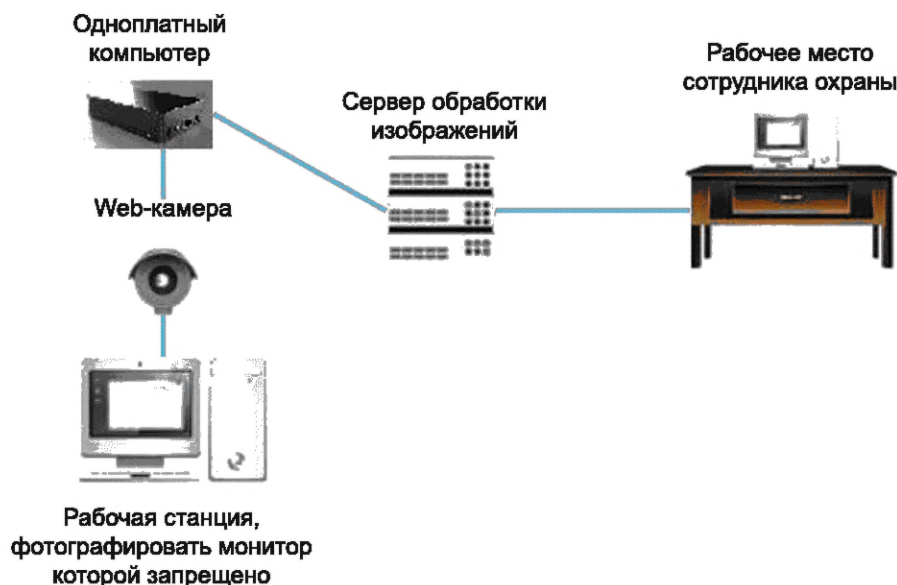 Одноплатный
компьютер
Сервер обработки
изображений
Рабочее место
сотрудника охраны
Web-камера
Рабочая станция,
фотографировать монитор
которой запрещено